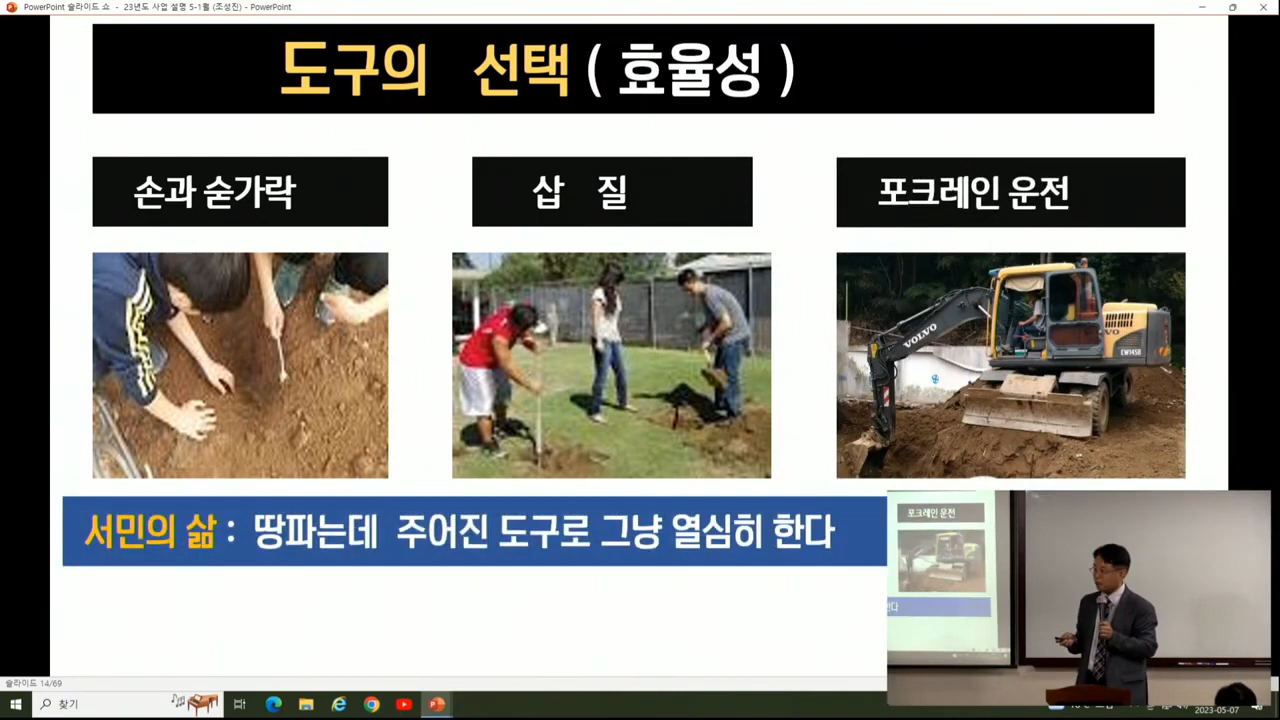 PowerPoint 슬라이드 쇼 - 23년도 사업 설명 5-1월 (조성진) - PowerPoint
도구의 선택 ( 효율성 )
손과 숟가락
삽 질
포크레인 운전
VOLVO
EW145B
서민의 삶 : 땅파는데 주어진 도구로 그냥 열심히 한다
포크레인 운전
한다
슬라이드 14/69
찾기
2023-05-07